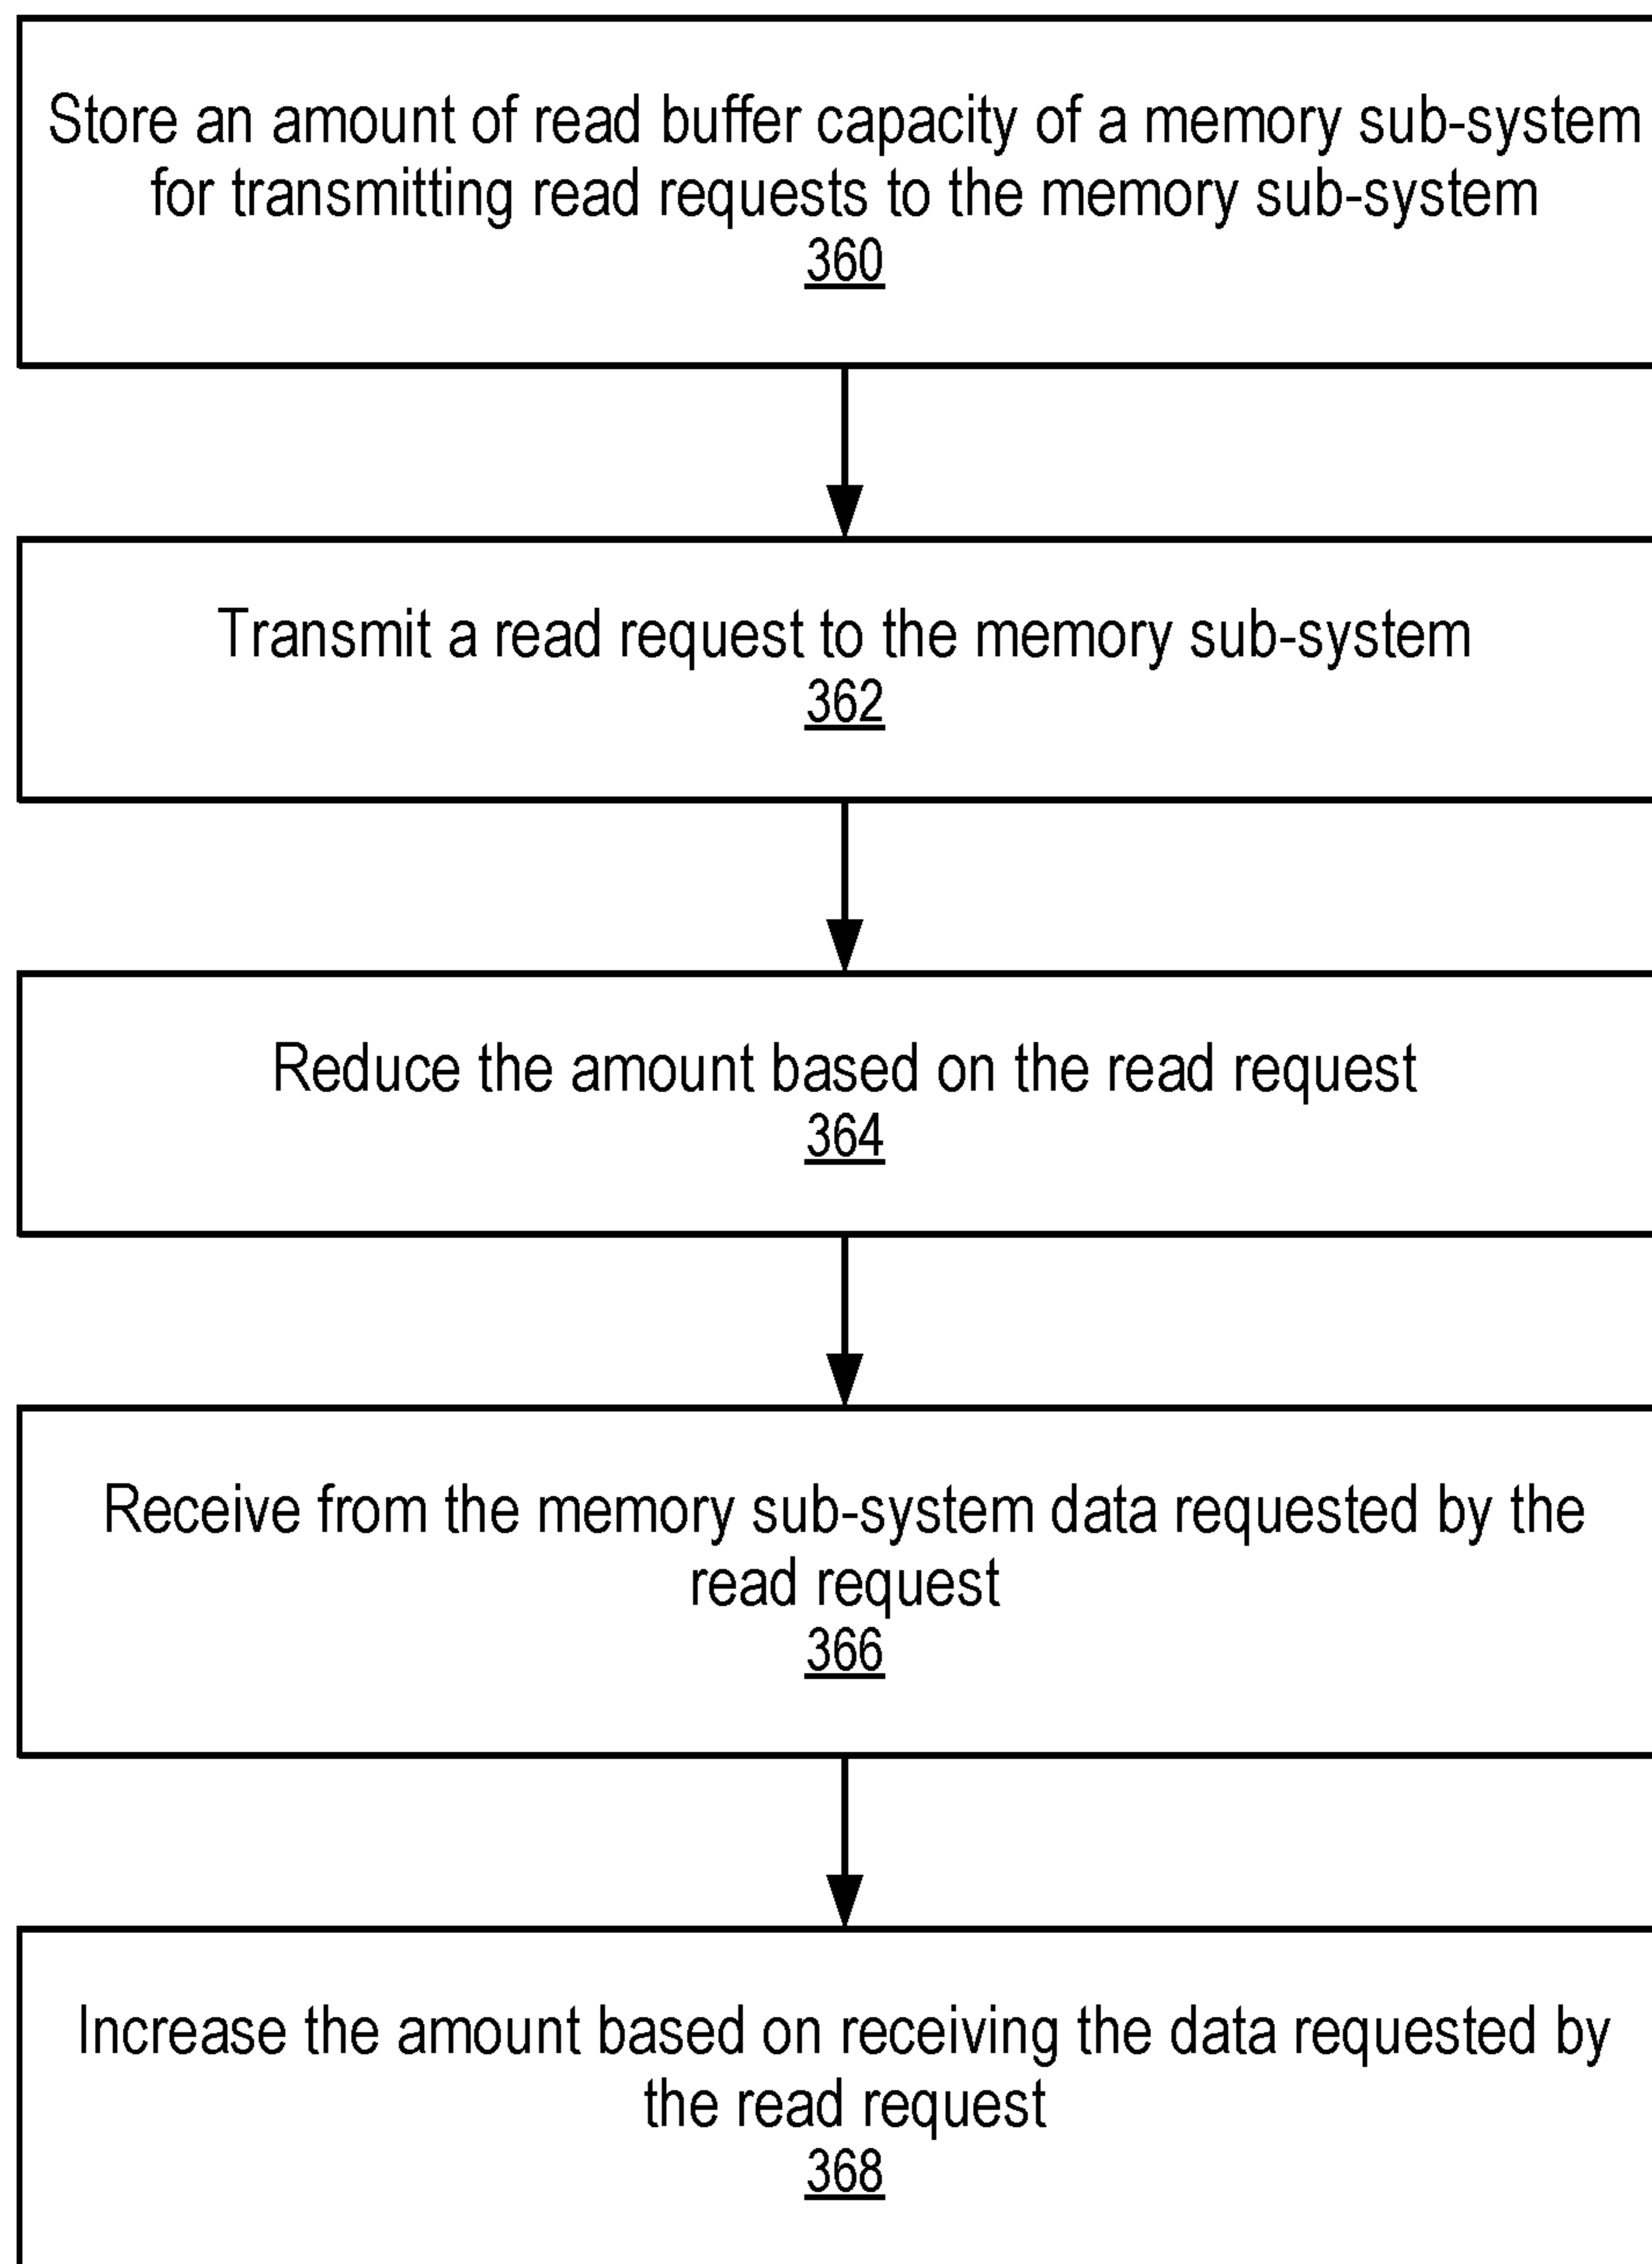 Store an amount of read buffer capacity of a memory sub-system
for transmitting read requests to the memory sub-system
360
Transmit a read request to the memory sub-system
362
Reduce the amount based on the read request
364
Receive from the memory sub-system data requested by the
read request
366
Increase the amount based on receiving the data requested by
the read request
368